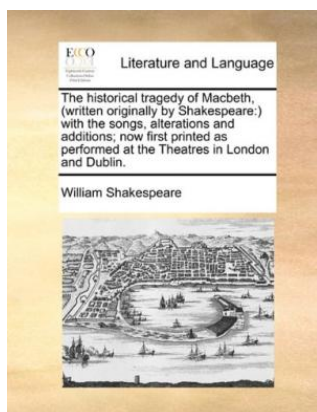 ECCO
Literature and Language
The historical tragedy of Macbeth,
(written originally by Shakespeare:)
with the songs, alterations and
additions; now first printed as
performed at the Theatres in London
and Dublin.
William Shakespeare